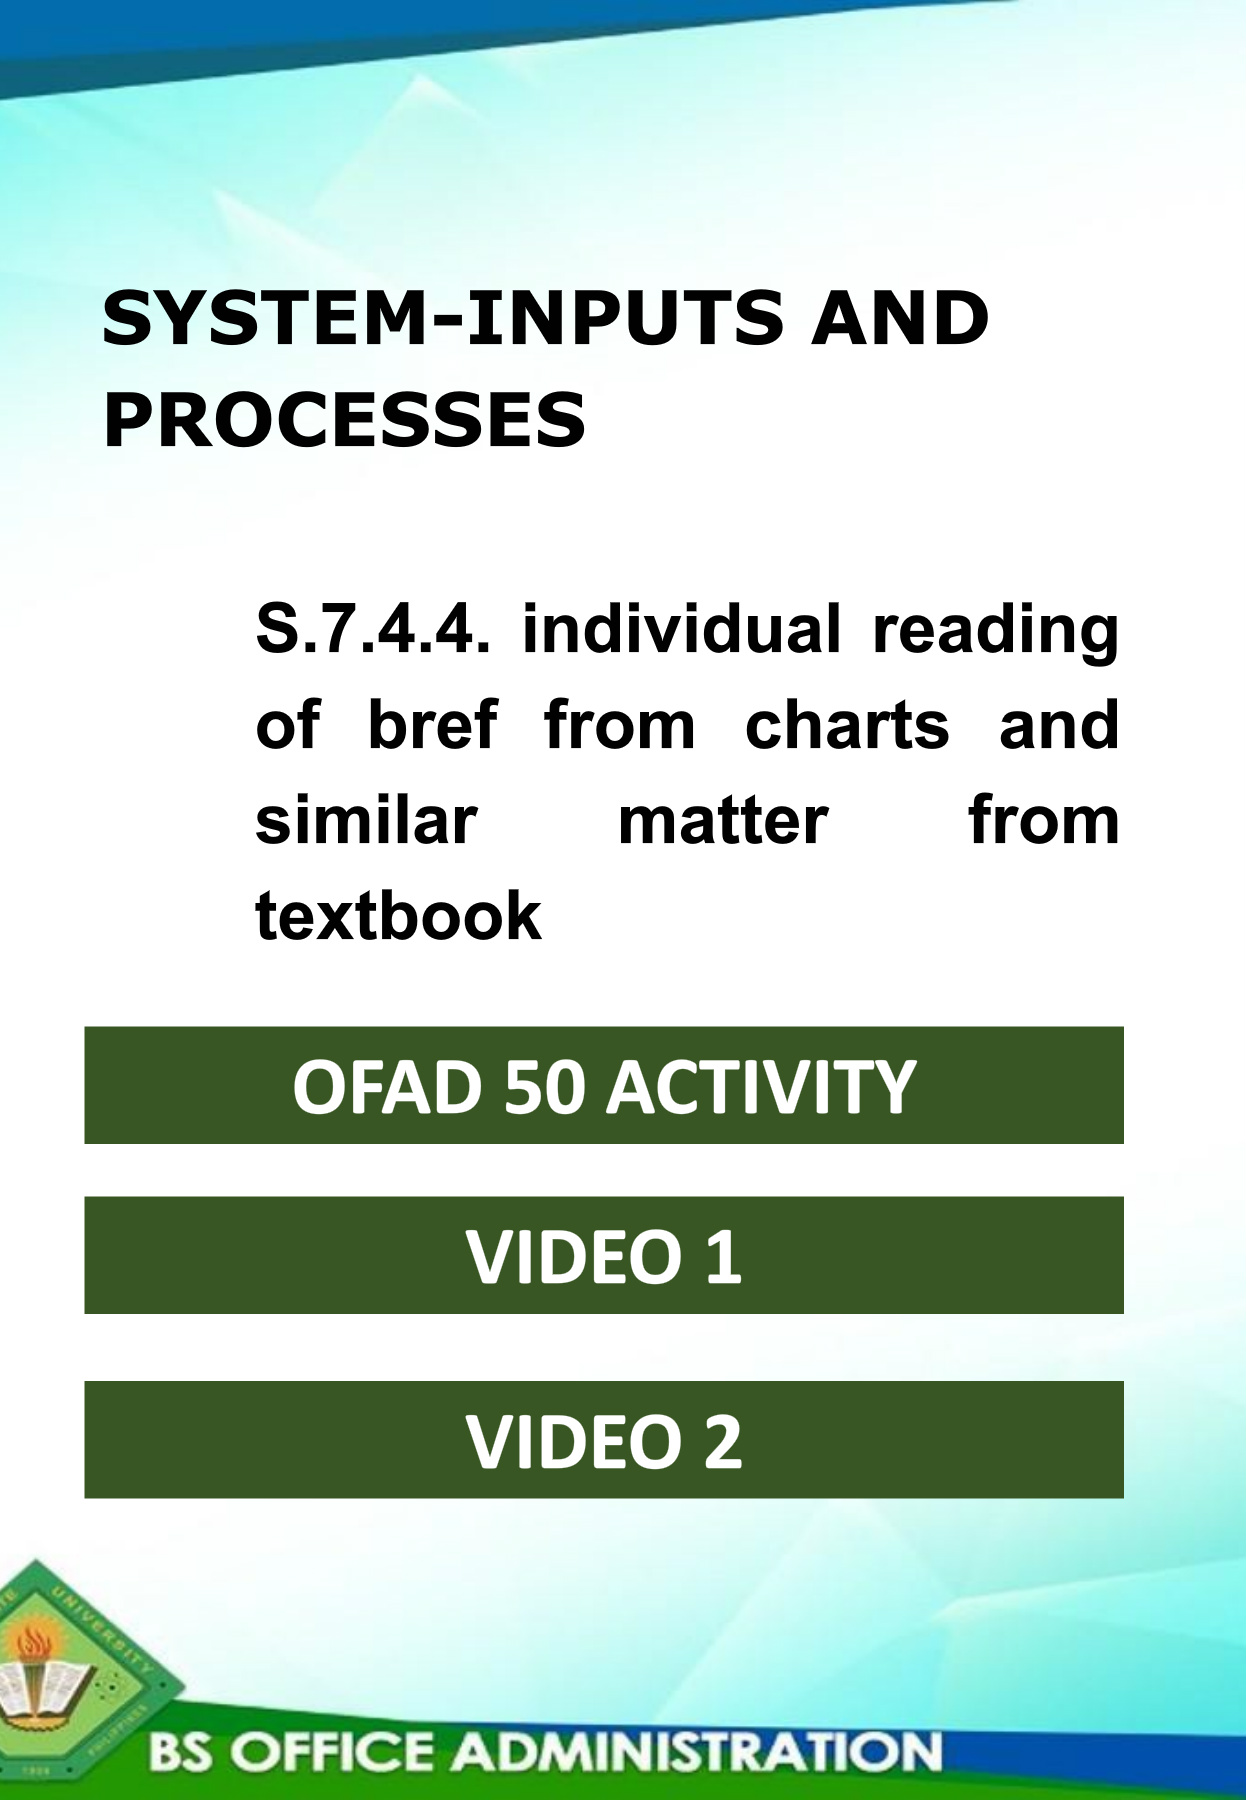 SYSTEM-INPUTS AND
PROCESSES
S.7.4.4. individual reading
of bref from charts and
similar matter from
textbook
OFAD 50 ACTIVITY
VIDEO 1
VIDEO 2
UNIVERSITY
PHILIPPINES
BS OFFICE ADMINISTRATION